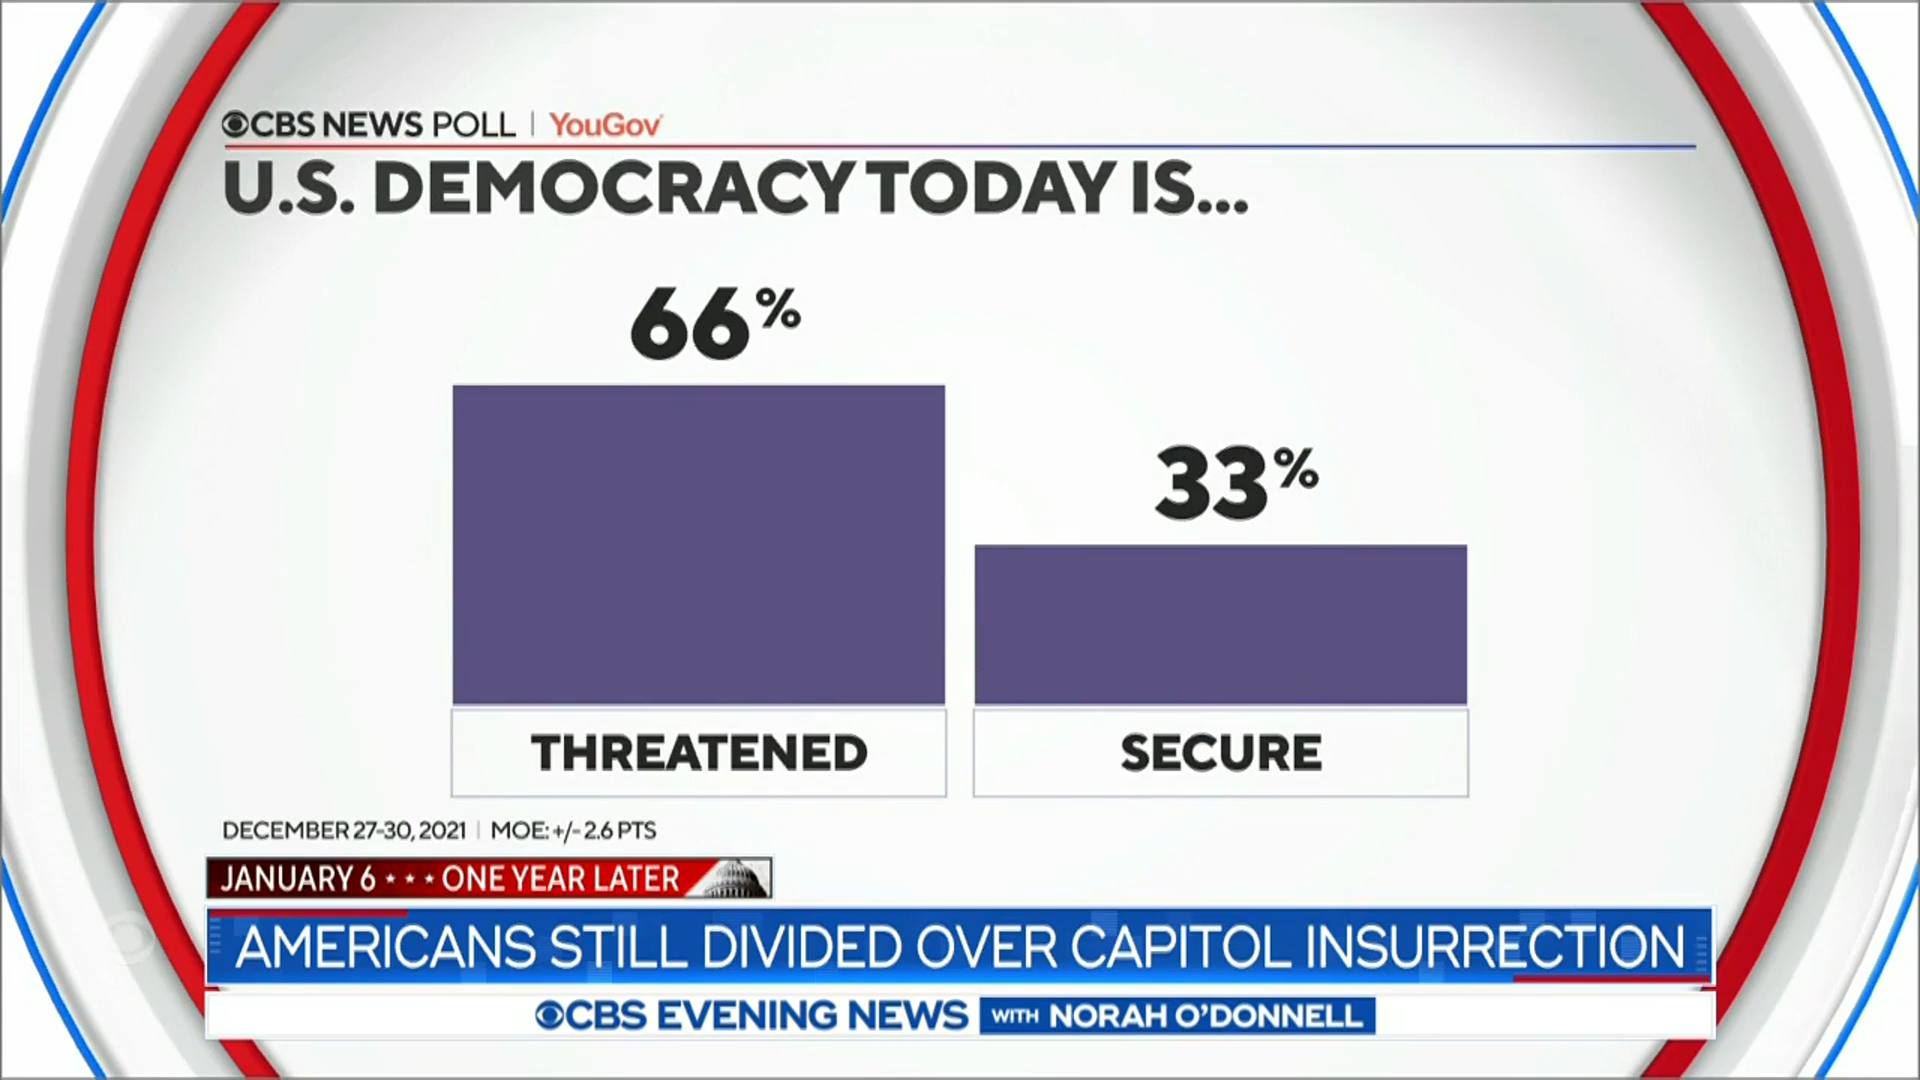 CBS NEWS POLL | YouGov
U.S. DEMOCRACY TODAY IS...
66%
33%
THREATENED
SECURE
DECEMBER 27-30, 2021 | MOE: +/- 2.6 PTS
JANUARY 6 ★ ★ ★ ONE YEAR LATER
AMERICANS STILL DIVIDED OVER CAPITOL INSURRECTION
CBS EVENING NEWS WITH NORAH O'DONNELL